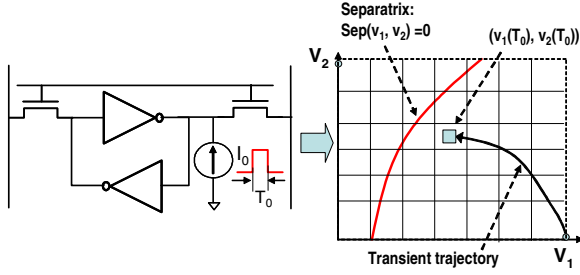 Separatrix:
Sep(v₁, v₂) =0
(v₁(T₀), v₂(T₀))
V₂
I₀
T₀
V₁
Transient trajectory